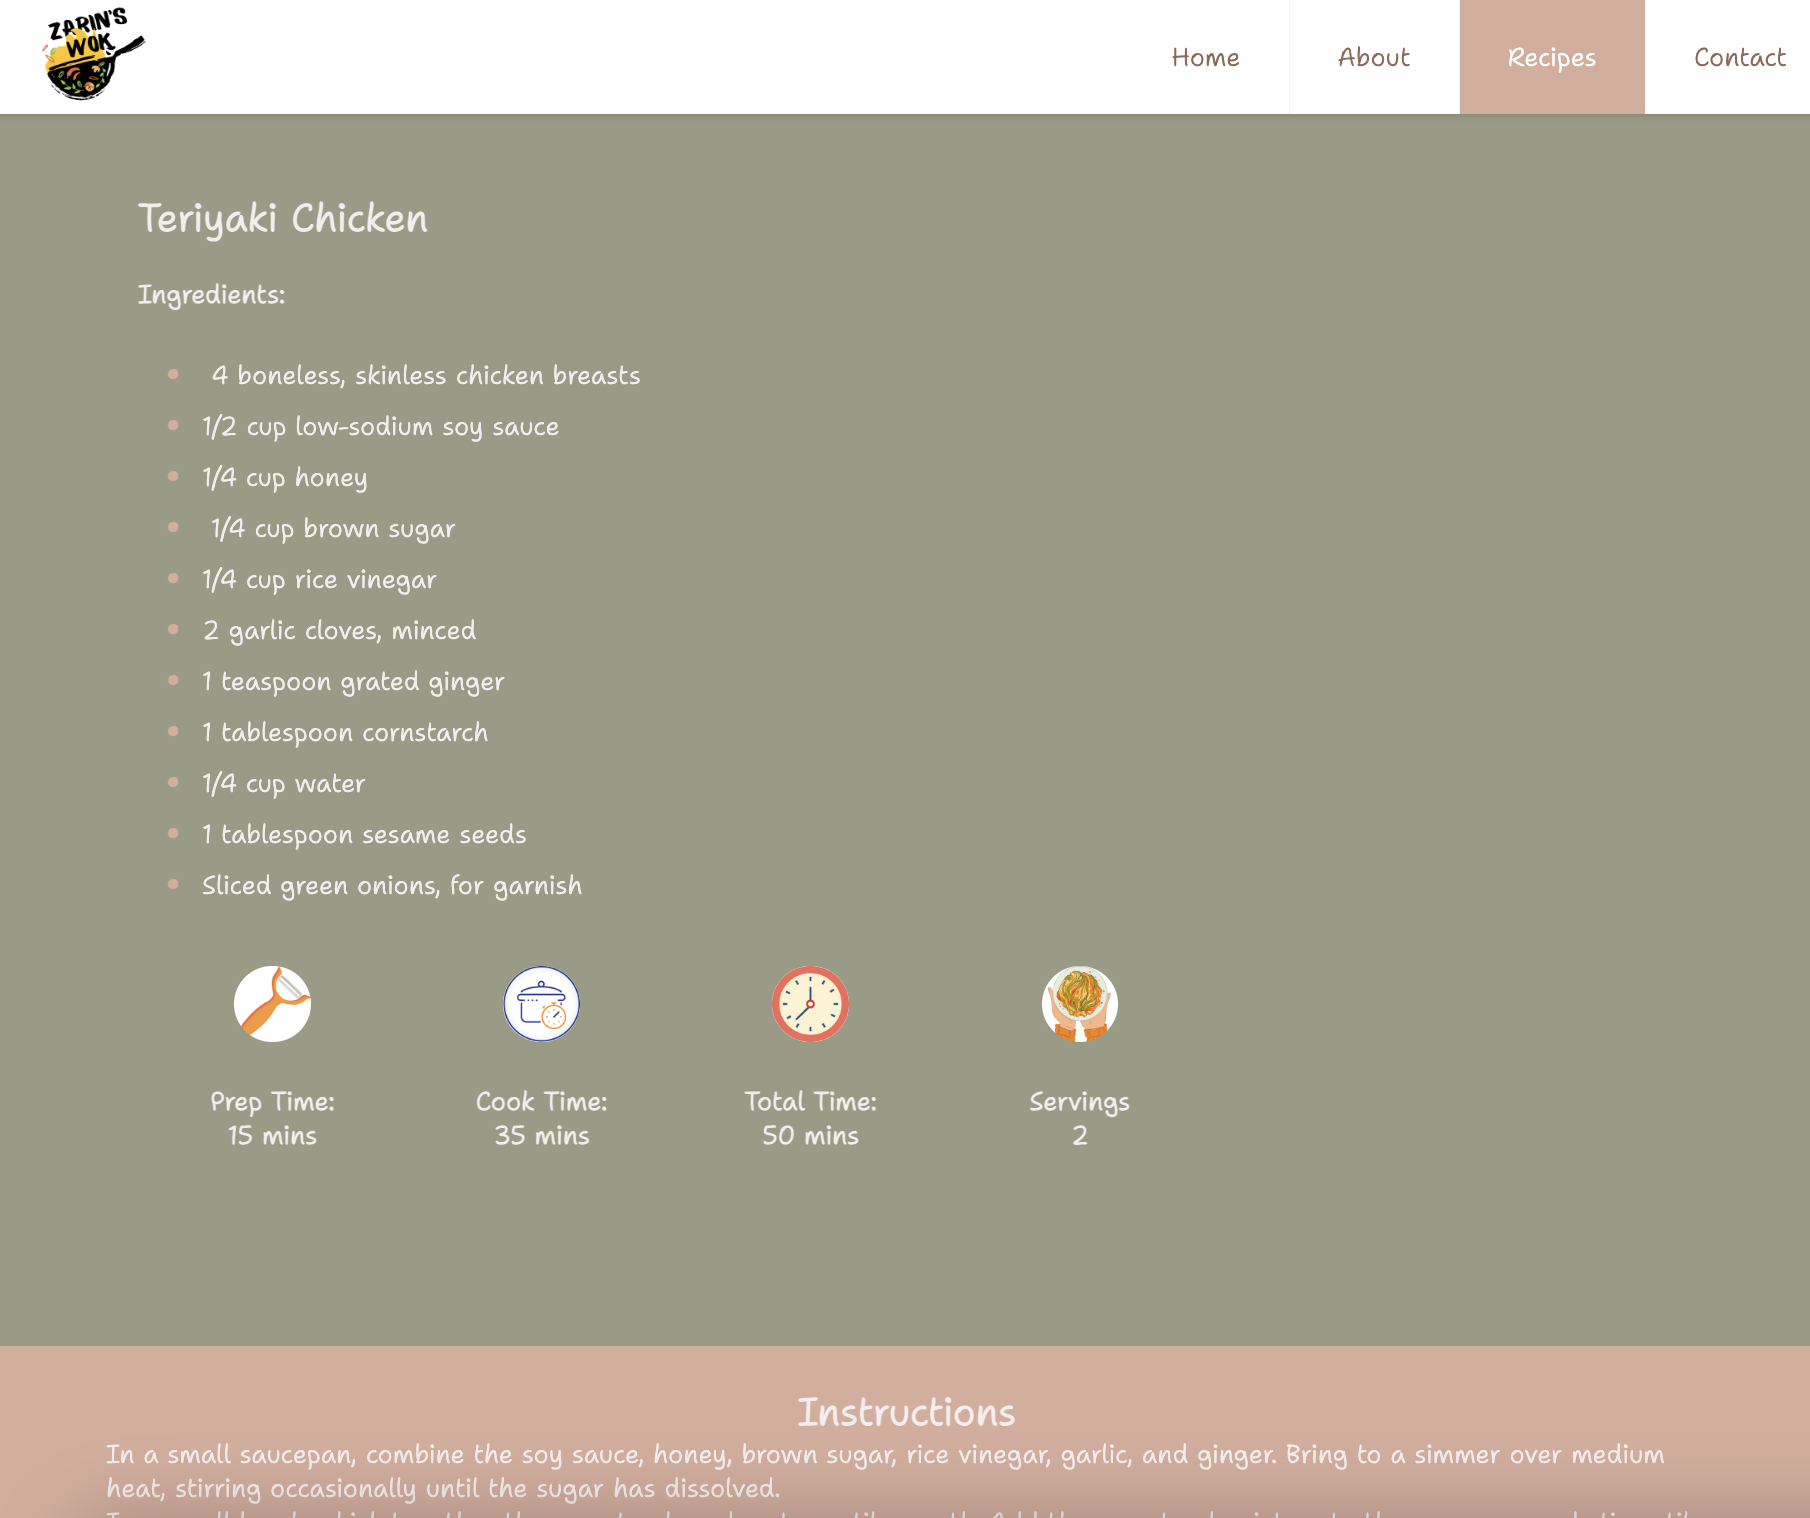 ZARIN'S
WOK
Home
About
Recipes
Contact
Teriyaki Chicken
Ingredients:
4 boneless, skinless chicken breasts
1/2 cup low-sodium soy sauce
1/4 cup honey
1/4 cup brown sugar
1/4 cup rice vinegar
2 garlic cloves, minced
1 teaspoon grated ginger
1 tablespoon cornstarch
1/4 cup water
1 tablespoon sesame seeds
Sliced green onions, for garnish
Prep Time:
15 mins
Cook Time:
35 mins
Total Time:
50 mins
Servings
2
Instructions
In a small saucepan, combine the soy sauce, honey, brown sugar, rice vinegar, garlic, and ginger. Bring to a simmer over medium
heat, stirring occasionally until the sugar has dissolved.